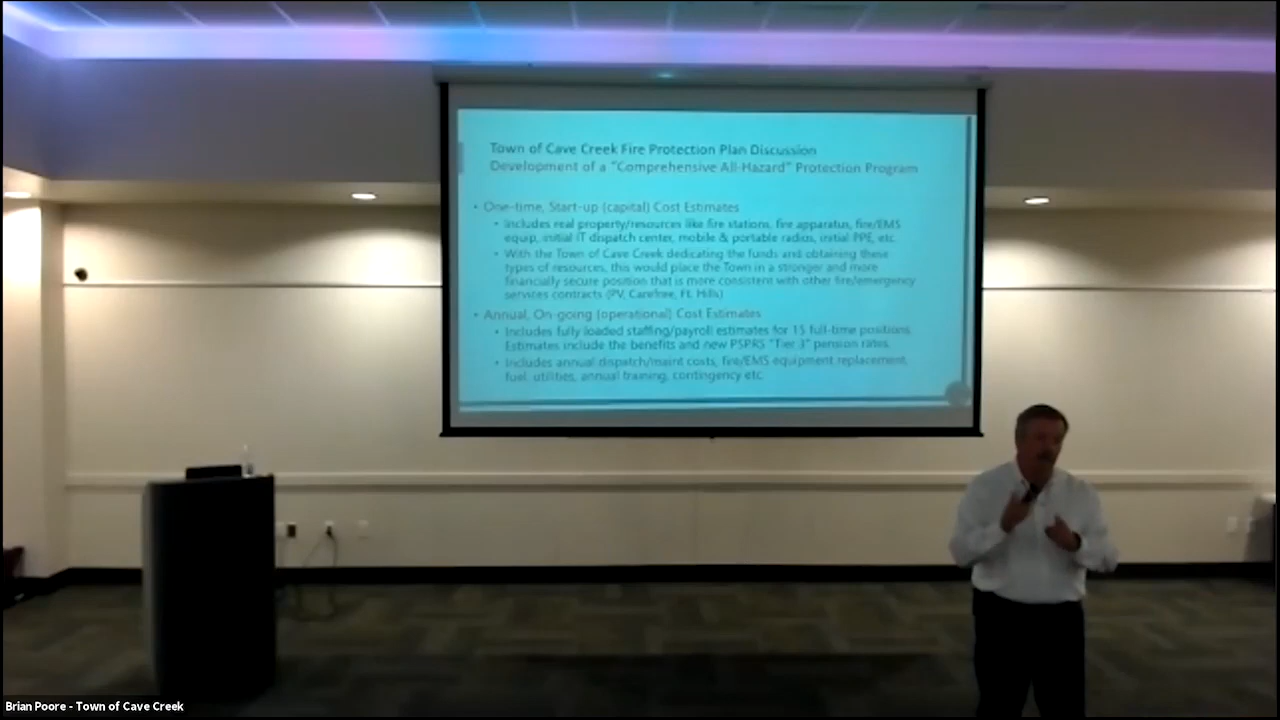 Town of Cave Creek Fire Protection Plan Discussion
Development of a "Comprehensive All-Hazard" Protection Program
• One-time, Start-up (capital) Cost Estimates
• Includes real property/resources like fire stations, fire apparatus, fire/EMS
equip, initial IT dispatch center, mobile & portable radios, initial PPE, etc
• With the Town of Cave Creek dedicating the funds and obtaining these
types of resources, this would place the Town in a stronger and more
financially secure position that is more consistent with other fire/emergency
services contracts (PV, Carefree, Ft. Hills)
• Annual, On-going (operational) Cost Estimates
• Includes fully loaded staffing/payroll estimates for 15 full-time positions.
Estimates include the benefits and new PSPRS "Tier 3" pension rates.
• Includes annual dispatch/maint costs, fire/EMS equipment replacement,
fuel, utilities, annual training, contingency etc
Brian Poore - Town of Cave Creek